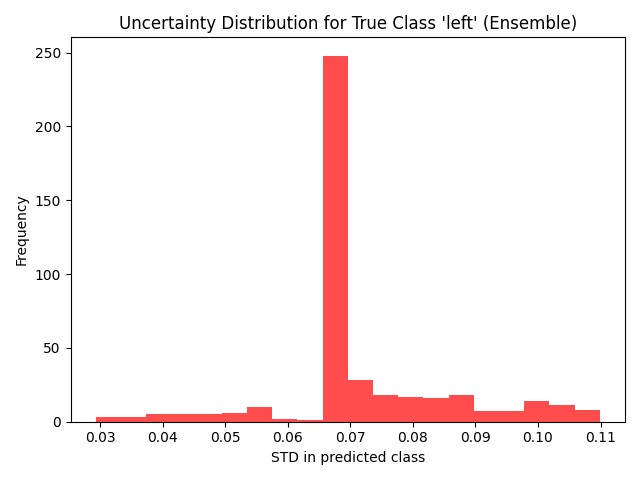 Uncertainty Distribution for True Class 'left' (Ensemble)
250
200
150
100
50
0
Frequency
0.03 0.04 0.05 0.06 0.07 0.08 0.09 0.10 0.11
STD in predicted class